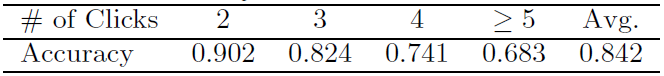 # of Clicks 2 3 4 ≥ 5 Avg.
Accuracy 0.902 0.824 0.741 0.683 0.842